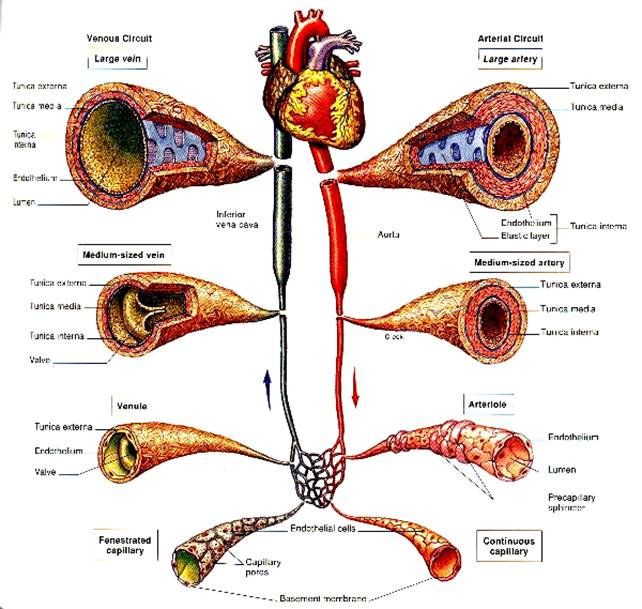 Venous Circuit
Large vein
Tunica externa
Tunica media
Tunica
interna
Endothelium
Lumen
Inferior
vena cava
Medium-sized vein
Tunica externa
Tunica media
Tunica interna
Valve
Venule
Tunica externa
Endothelium
Valve
Fenestrated
capillary
Capillary
pores
Endothelial cells
Basement membrane
Arterial Circuit
Large artery
Tunica externa
Tunica media
Endothelium
Elastic layer
Tunica interna
Aorta
Medium-sized artory
Tunica externa
Tunica media
Tunica interna
Arteriole
Endothelium
Lumen
Precapillary
sphincter
Continuous
capillary